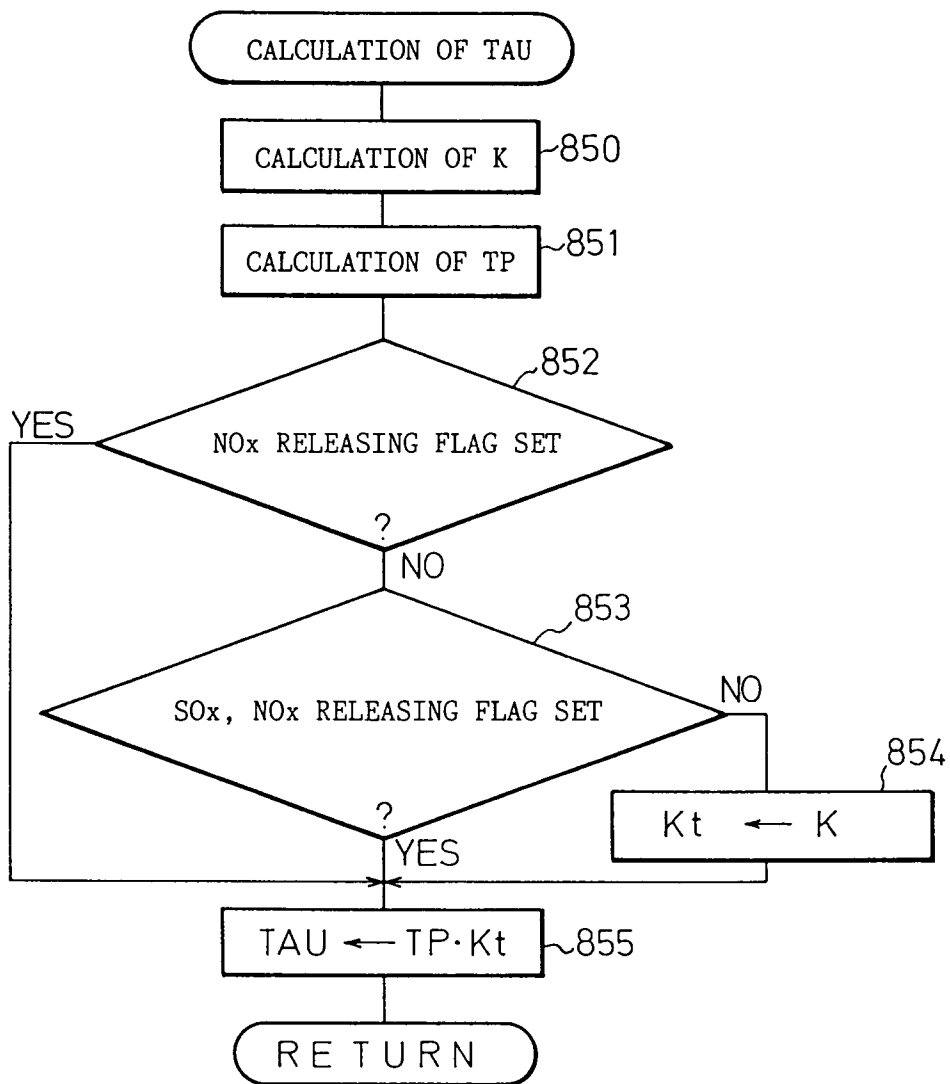 CALCULATION OF TAU
CALCULATION OF K
850
CALCULATION OF TP
851
852
YES
NOx RELEASING FLAG SET
?
NO
853
SOx, NOx RELEASING FLAG SET
NO
854
?
Kt ← K
YES
TAU ← TP·Kt
855
RETURN